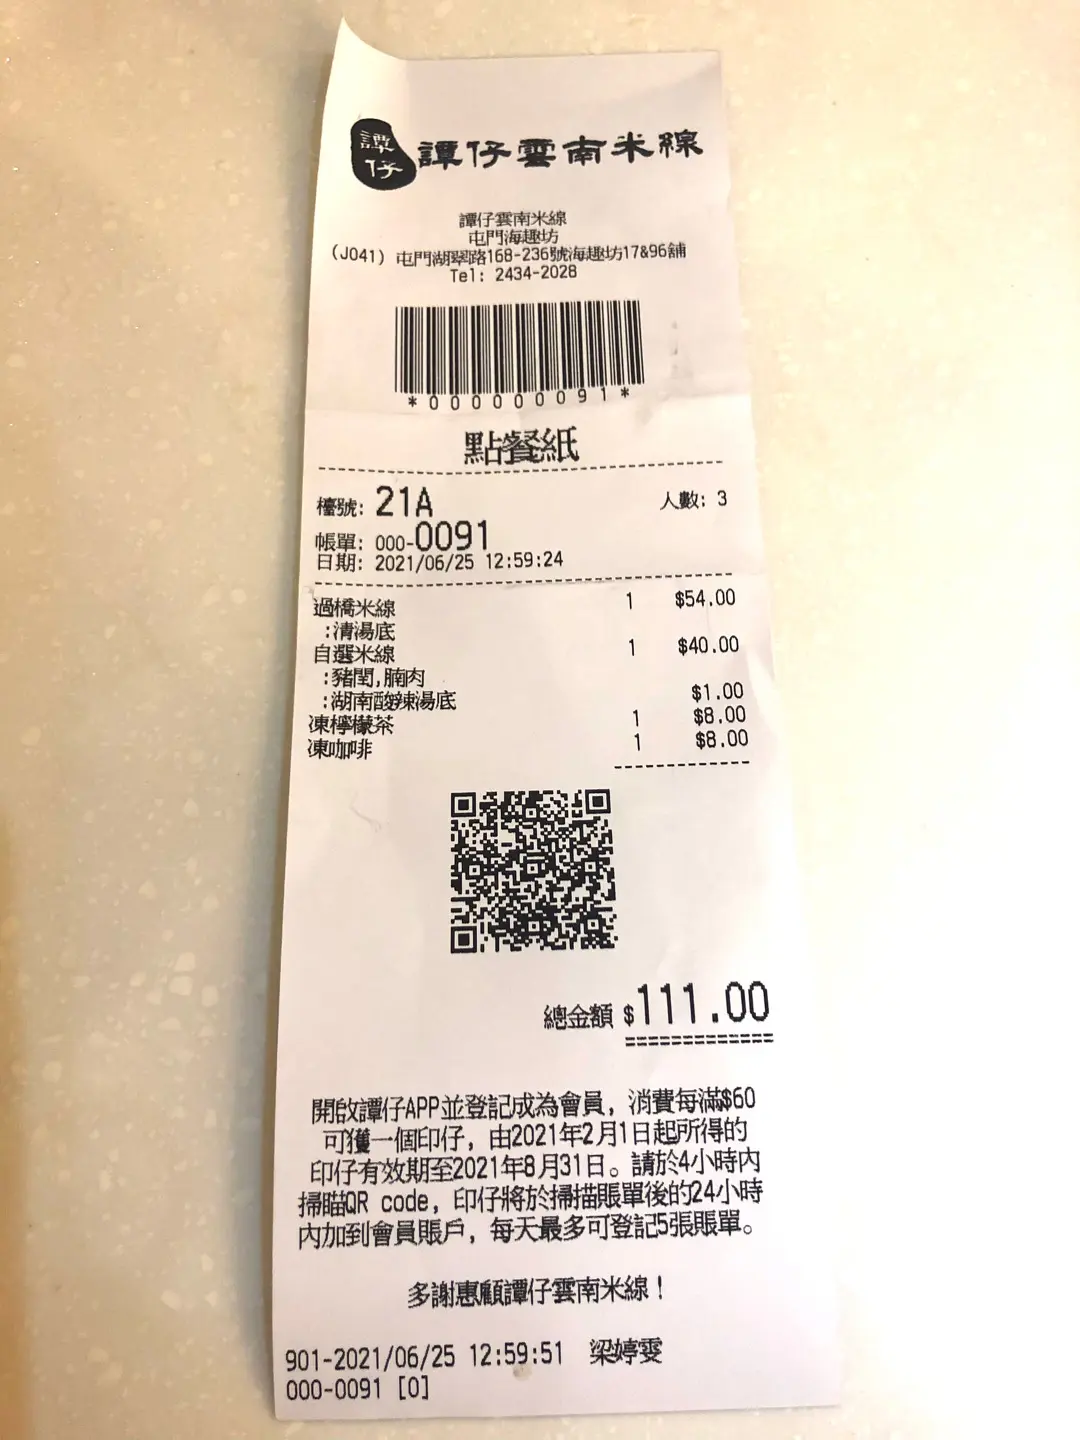 譚仔
譚仔雲南米線
譚仔雲南米線
屯門海趣坊
(J041) 屯門湖翠路168-236號海趣坊17&96舖
Tel: 2434-2028
*000000091*
點餐紙
檯號: 21A 人數: 3
帳單: 000-0091
日期: 2021/06/25 12:59:24
過橋米線 1 $54.00
:清湯底
自選米線 1 $40.00
:豬閏,腩肉
:湖南酸辣湯底 $1.00
凍檸檬茶 1 $8.00
凍咖啡 1 $8.00
總金額 $111.00
開啟譚仔APP並登記成為會員, 消費每滿$60
可獲一個印仔, 由2021年2月1日起所得的
印仔有效期至2021年8月31日。請於4小時內
掃瞄QR code, 印仔將於掃描賬單後的24小時
內加到會員賬戶, 每天最多可登記5張賬單。
多謝惠顧譚仔雲南米線!
901-2021/06/25 12:59:51 梁婷雯
000-0091 [0]